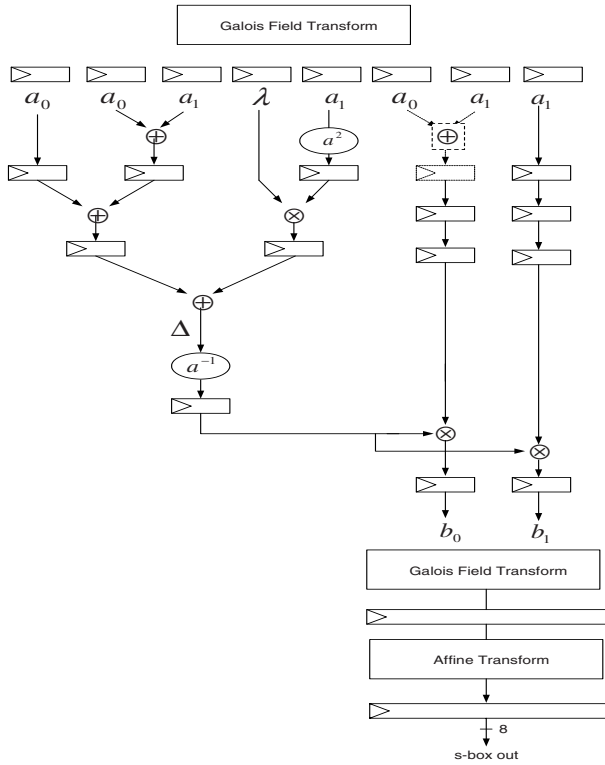 Galois Field Transform
a₀ a₀ a₁ λ a₁ a₀ a₁ a₁
a²
Δ
a⁻¹
b₀ b₁
Galois Field Transform
Affine Transform
8
s-box out